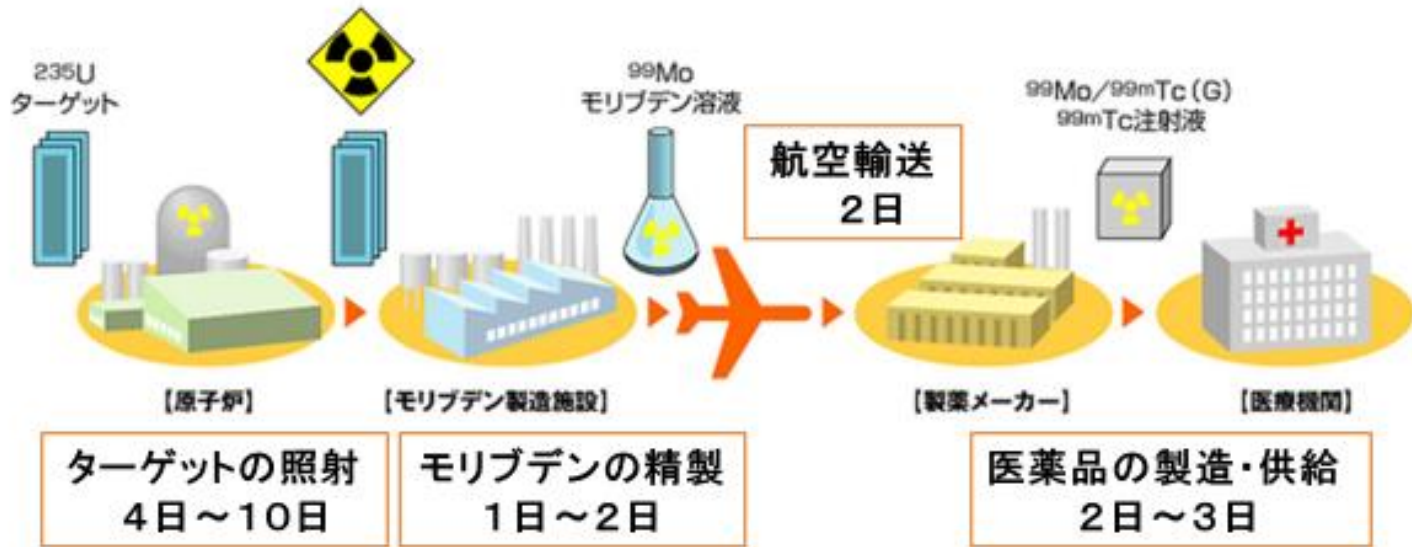 ²³⁵U
ターゲット
⁹⁹Mo
モリブデン溶液
航空輸送
２日
⁹⁹Mo/⁹⁹ᵐTc(G)
⁹⁹ᵐTc注射液
【原子炉】
【モリブデン製造施設】
【製薬メーカー】
【医療機関】
ターゲットの照射
４日～１０日
モリブデンの精製
１日～２日
医薬品の製造・供給
２日～３日